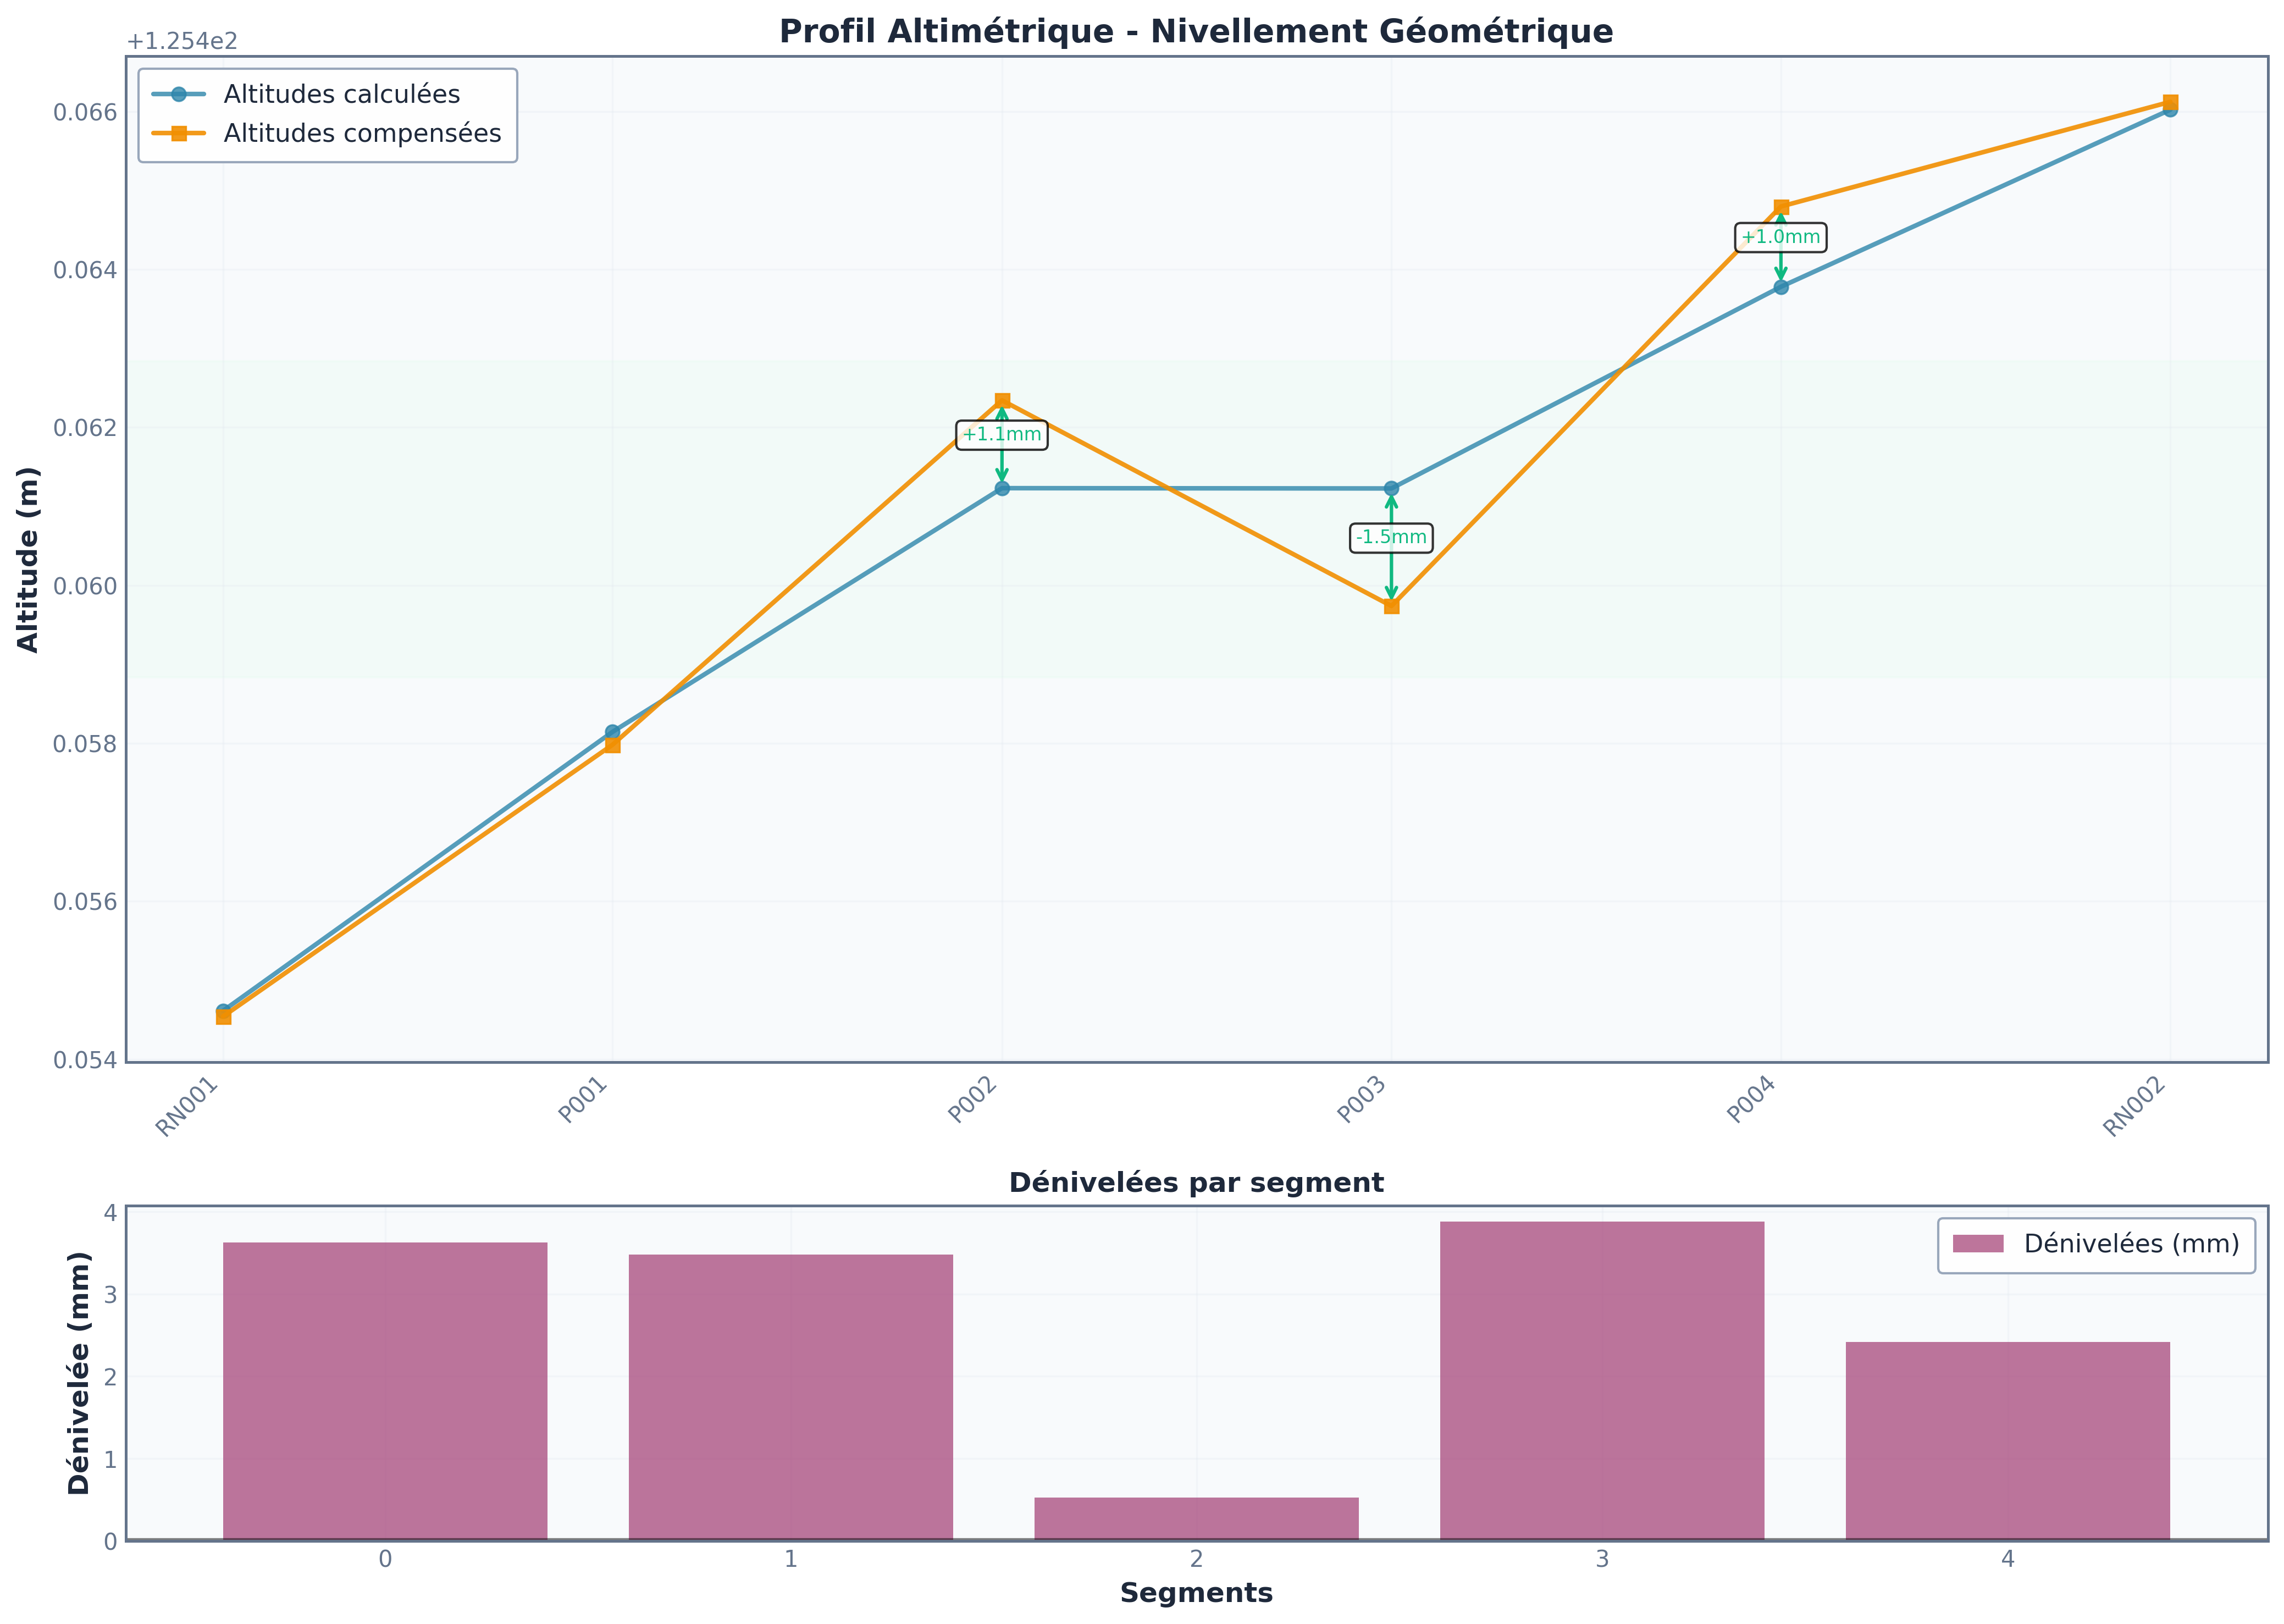 Profil Altimétrique - Nivellement Géométrique
+1.254e2
Altitudes calculées
Altitudes compensées
0.066
0.064
0.062
0.060
0.058
0.056
0.054
Altitude (m)
+1.1mm
-1.5mm
+1.0mm
RN001
P001
P002
P003
P004
RN002
Dénivelées par segment
Dénivelées (mm)
4
3
2
1
0
Dénivelée (mm)
0
1
2
3
4
Segments